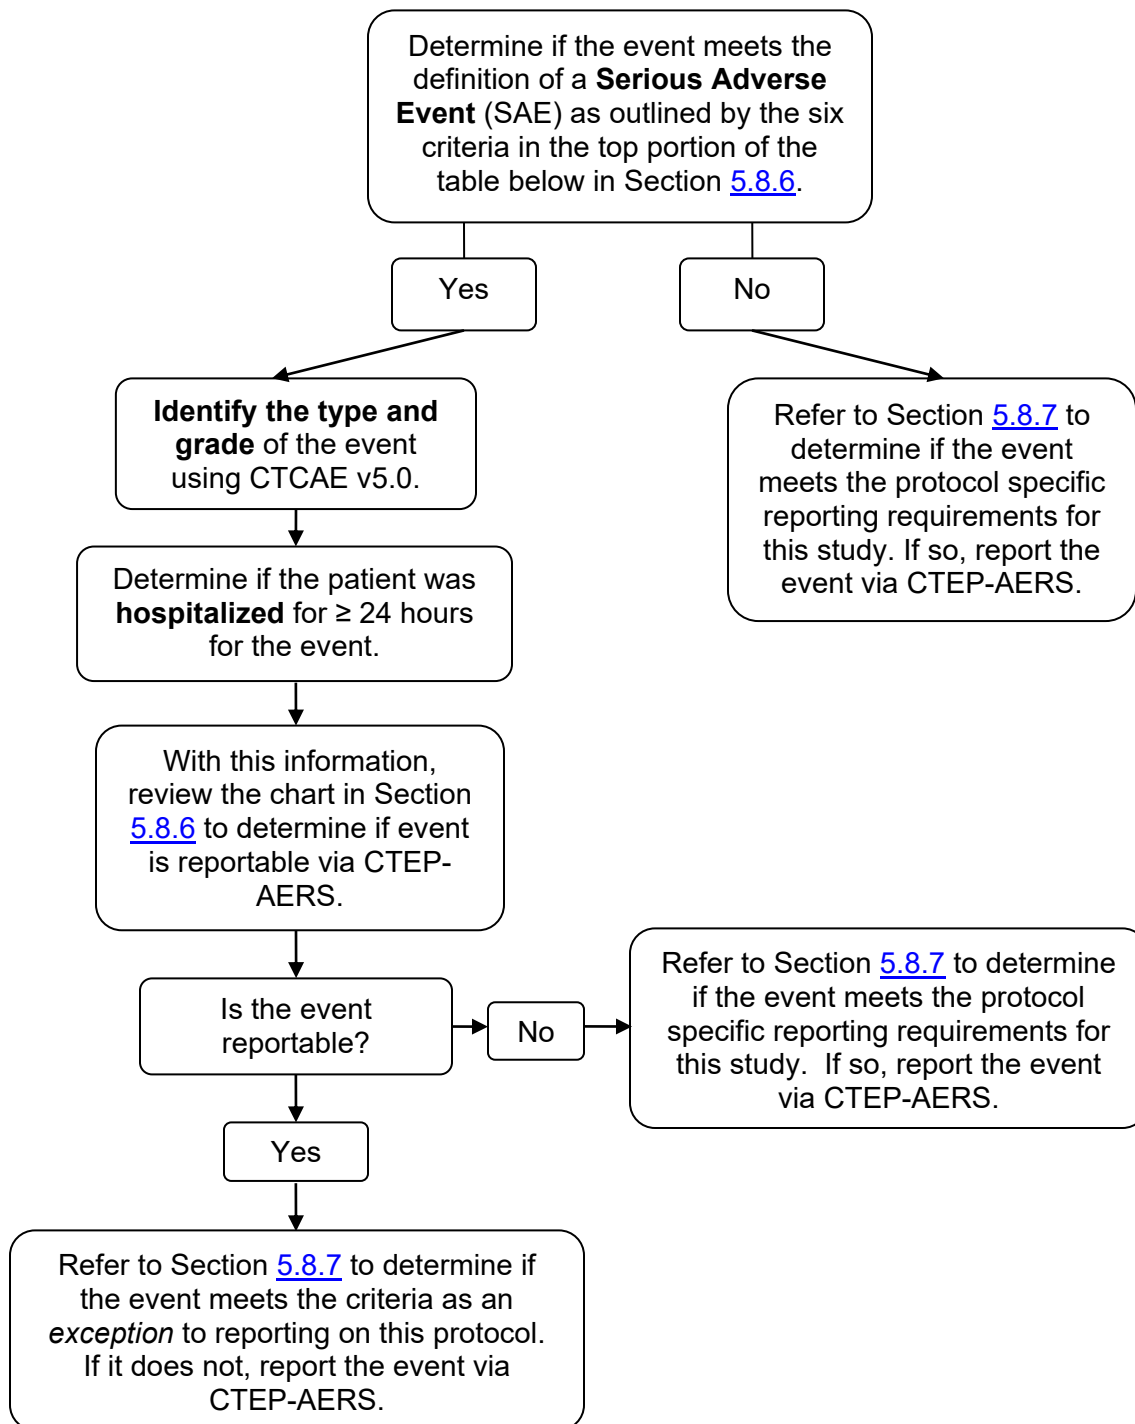 Determine if the event meets the
definition of a Serious Adverse
Event (SAE) as outlined by the six
criteria in the top portion of the
table below in Section 5.8.6.
Yes
No
Identify the type and
grade of the event
using CTCAE v5.0.
Refer to Section 5.8.7 to
determine if the event
meets the protocol specific
reporting requirements for
this study. If so, report the
event via CTEP-AERS.
Determine if the patient was
hospitalized for ≥ 24 hours
for the event.
With this information,
review the chart in Section
5.8.6 to determine if event
is reportable via CTEP-
AERS.
Is the event
reportable?
No
Refer to Section 5.8.7 to determine
if the event meets the protocol
specific reporting requirements for
this study.  If so, report the event
via CTEP-AERS.
Yes
Refer to Section 5.8.7 to determine if
the event meets the criteria as an
exception to reporting on this protocol.
If it does not, report the event via
CTEP-AERS.